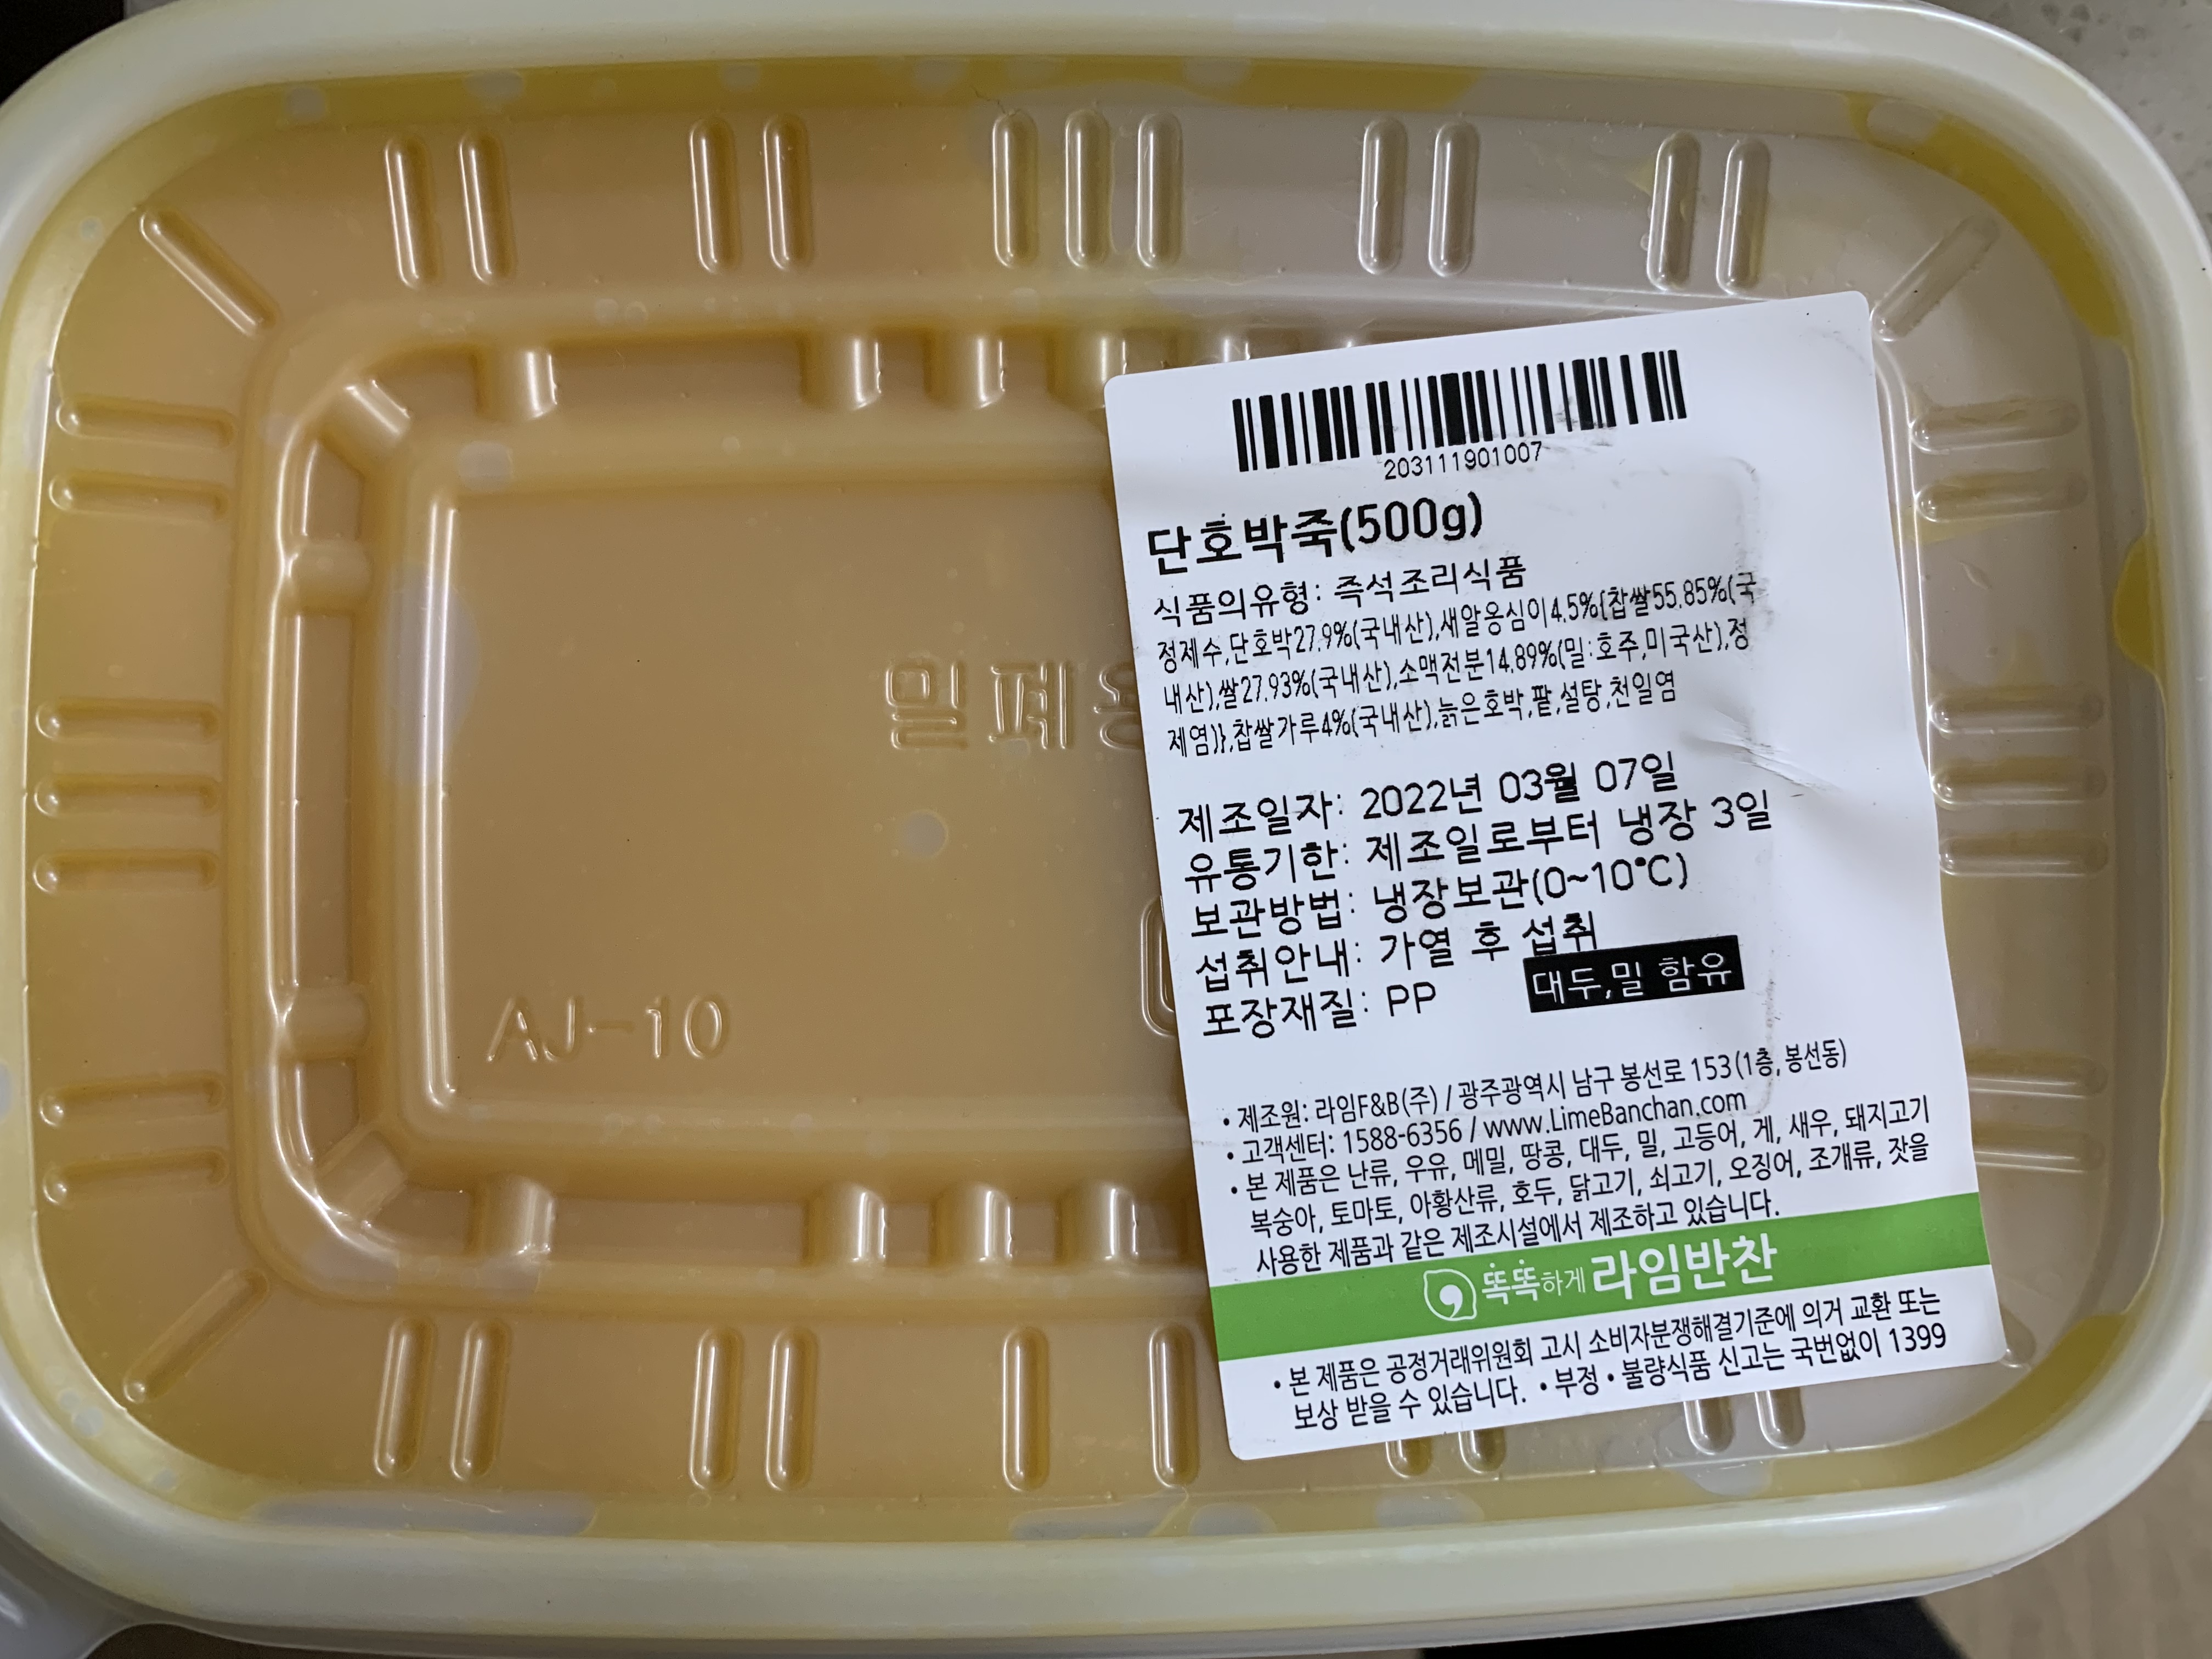 밀폐용
AJ-10
203111901007
단호박죽(500g)
식품의유형: 즉석조리식품
정제수,단호박27.9%(국내산),새알옹심이4.5%{찹쌀55.85%(국
내산),쌀27.93%(국내산),소맥전분14.89%(밀:호주,미국산),정
제염)},찹쌀가루4%(국내산),늙은호박,팥,설탕,천일염
제조일자: 2022년 03월 07일
유통기한: 제조일로부터 냉장 3일
보관방법: 냉장보관(0~10°C)
섭취안내: 가열 후 섭취
포장재질: PP
대두,밀 함유
• 제조원: 라임F&B(주) / 광주광역시 남구 봉선로 153(1층, 봉선동)
• 고객센터: 1588-6356 / www.LimeBanchan.com
• 본 제품은 난류, 우유, 메밀, 땅콩, 대두, 밀, 고등어, 게, 새우, 돼지고기
복숭아, 토마토, 아황산류, 호두, 닭고기, 쇠고기, 오징어, 조개류, 잣을
사용한 제품과 같은 제조시설에서 제조하고 있습니다.
똑똑하게 라임반찬
• 본 제품은 공정거래위원회 고시 소비자분쟁해결기준에 의거 교환 또는
보상 받을 수 있습니다. • 부정 • 불량식품 신고는 국번없이 1399